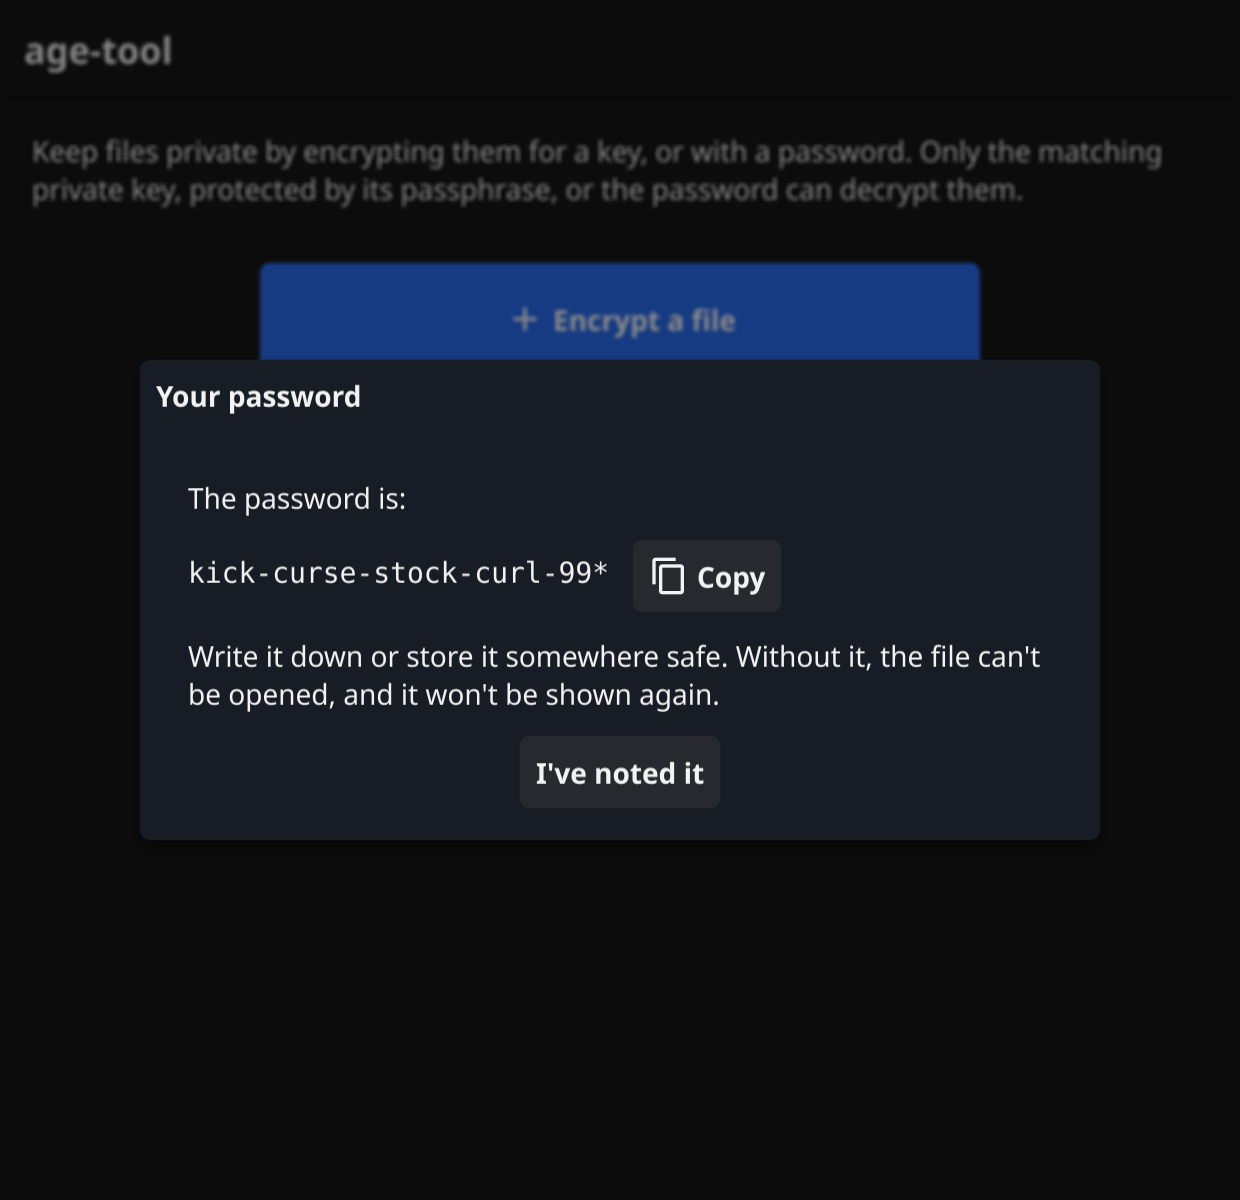 age-tool
Keep files private by encrypting them for a key, or with a password. Only the matching
private key, protected by its passphrase, or the password can decrypt them.
+ Encrypt a file
Your password
The password is:
kick-curse-stock-curl-99*
Copy
Write it down or store it somewhere safe. Without it, the file can't
be opened, and it won't be shown again.
I've noted it